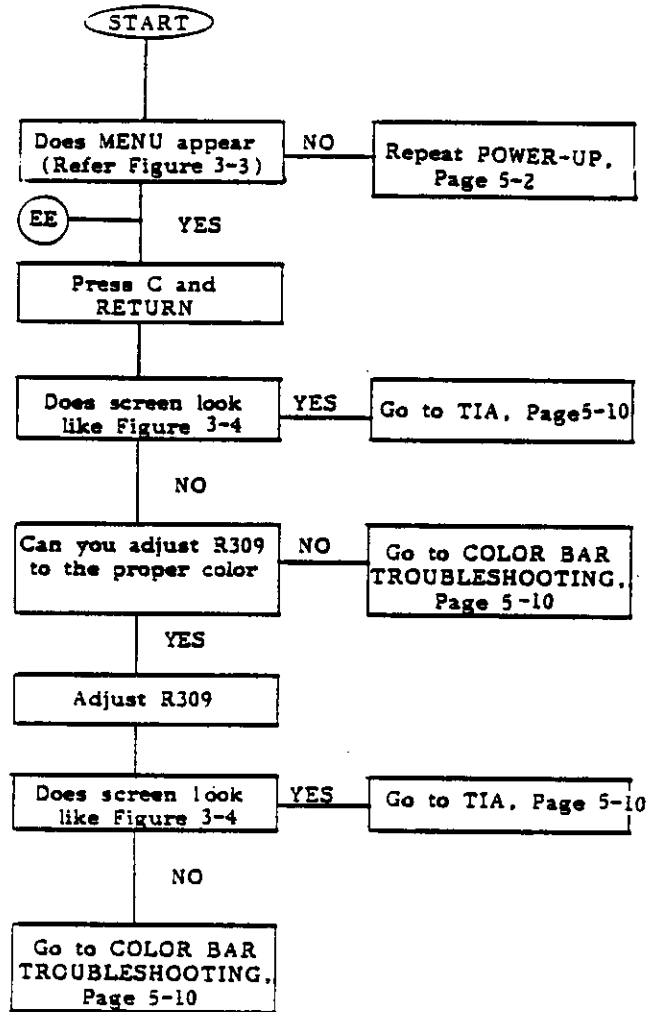 START
Does MENU appear
(Refer Figure 3-3)
NO
Repeat POWER-UP,
Page 5-2
EE
YES
Press C and
RETURN
Does screen look
like Figure 3-4
YES
Go to TIA, Page5-10
NO
Can you adjust R309
to the proper color
NO
Go to COLOR BAR
TROUBLESHOOTING,
Page 5-10
YES
Adjust R309
Does screen look
like Figure 3-4
YES
Go to TIA, Page 5-10
NO
Go to COLOR BAR
TROUBLESHOOTING,
Page 5-10